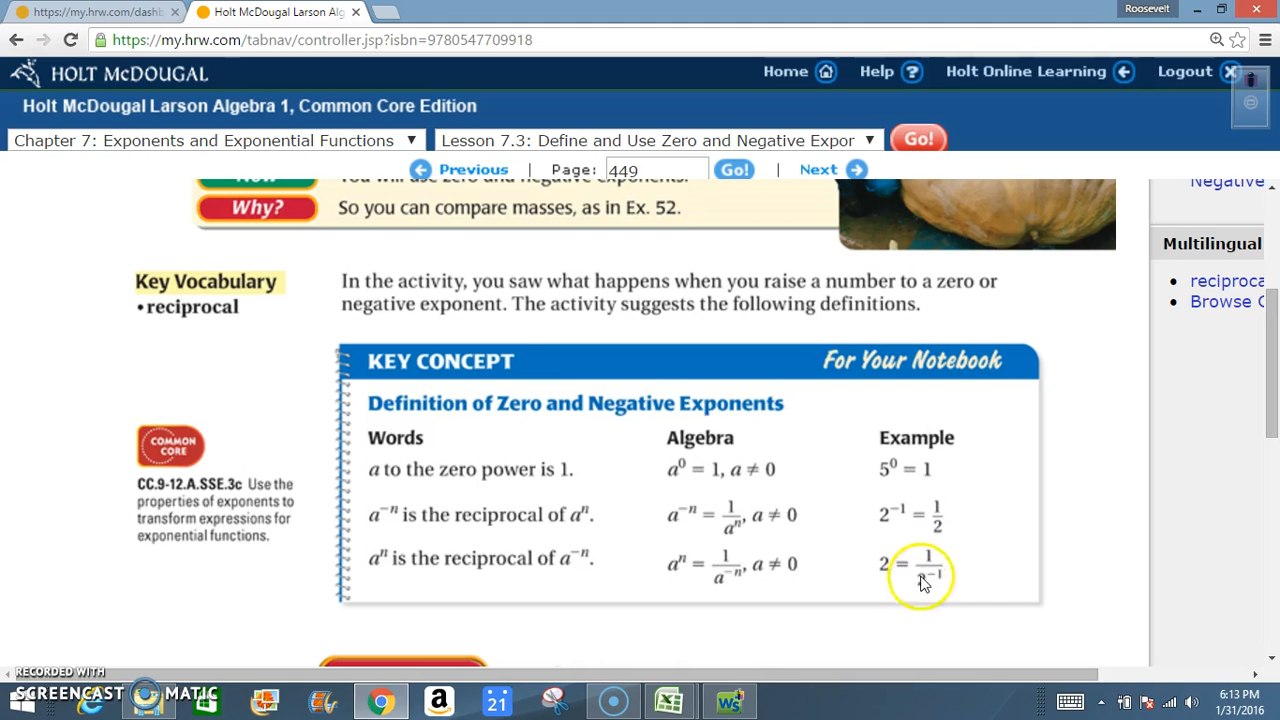 https://my.hrw.com/dashb
Holt McDougal Larson Alg
Roosevelt
https://my.hrw.com/tabnav/controller.jsp?isbn=9780547709918
HOLT McDOUGAL
Home Help Holt Online Learning Logout
Holt McDougal Larson Algebra 1, Common Core Edition
Chapter 7: Exponents and Exponential Functions Lesson 7.3: Define and Use Zero and Negative Expor Go!
Previous | Page: 449 Go! | Next
You will use zero and negative exponents.
Negative
Why? So you can compare masses, as in Ex. 52.
Multilingual
reciproca
Browse
Key Vocabulary
• reciprocal
In the activity, you saw what happens when you raise a number to a zero or
negative exponent. The activity suggests the following definitions.
KEY CONCEPT For Your Notebook
Definition of Zero and Negative Exponents
Words Algebra Example
a to the zero power is 1. a⁰ = 1, a ≠ 0 5⁰ = 1
a⁻ⁿ is the reciprocal of aⁿ. a⁻ⁿ = 1/aⁿ, a ≠ 0 2⁻¹ = 1/2
aⁿ is the reciprocal of a⁻ⁿ. aⁿ = 1/a⁻ⁿ, a ≠ 0 2 = 1/2⁻¹
COMMON
CORE
CC.9-12.A.SSE.3c Use the
properties of exponents to
transform expressions for
exponential functions.
RECORDED WITH
SCREENCAST MATIC
21
6:13 PM
1/31/2016